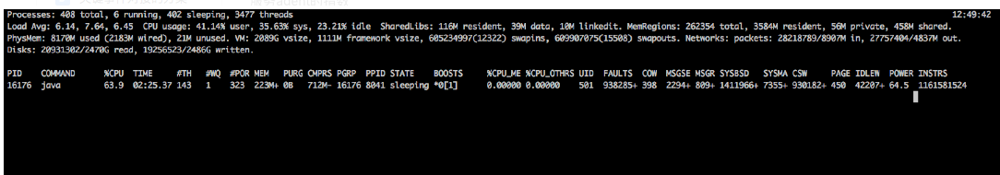 Processes: 408 total, 6 running, 402 sleeping, 3477 threads 12:49:42
Load Avg: 6.14, 7.64, 6.45 CPU usage: 41.14% user, 35.63% sys, 23.21% idle SharedLibs: 116M resident, 39M data, 10M linkedit. MemRegions: 262354 total, 3584M resident, 56M private, 458M shared.
PhysMem: 8170M used (2183M wired), 21M unused. VM: 2089G vsize, 1111M framework vsize, 605234997(12322) swapins, 609907075(15508) swapouts. Networks: packets: 28218789/8907M in, 27757404/4837M out.
Disks: 20931302/2470G read, 19256523/2486G written.
PID COMMAND %CPU TIME #TH #WQ #POR MEM PURG CMPRS PGRP PPID STATE BOOSTS %CPU_ME %CPU_OTHRS UID FAULTS COW MSGSE MSGR SYSBSD SYSMA CSW PAGE IDLEW POWER INSTRS
16176 java 63.9 02:25.37 143 1 323 223M+ 0B 712M- 16176 8041 sleeping *0[1] 0.00000 0.00000 501 938285+ 398 2294+ 809+ 1411966+ 7355+ 930182+ 450 42207+ 64.5 1161581524